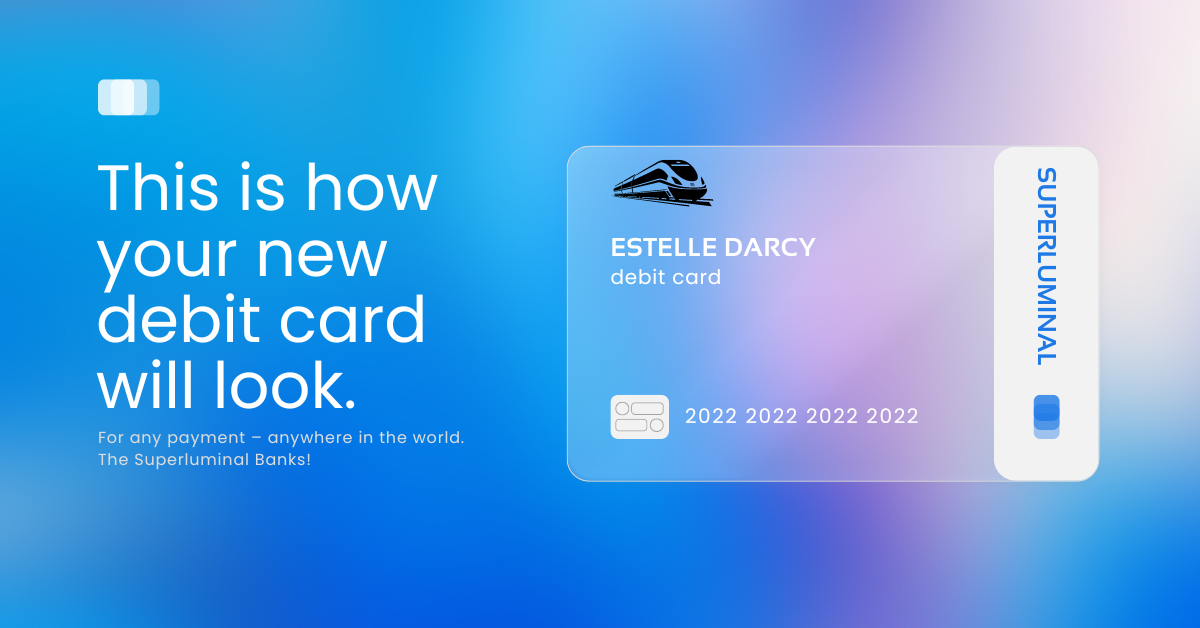 This is how
your new
debit card
will look.
For any payment – anywhere in the world.
The Superluminal Banks!
ESTELLE DARCY
debit card
2022 2022 2022 2022
SUPERLUMINAL